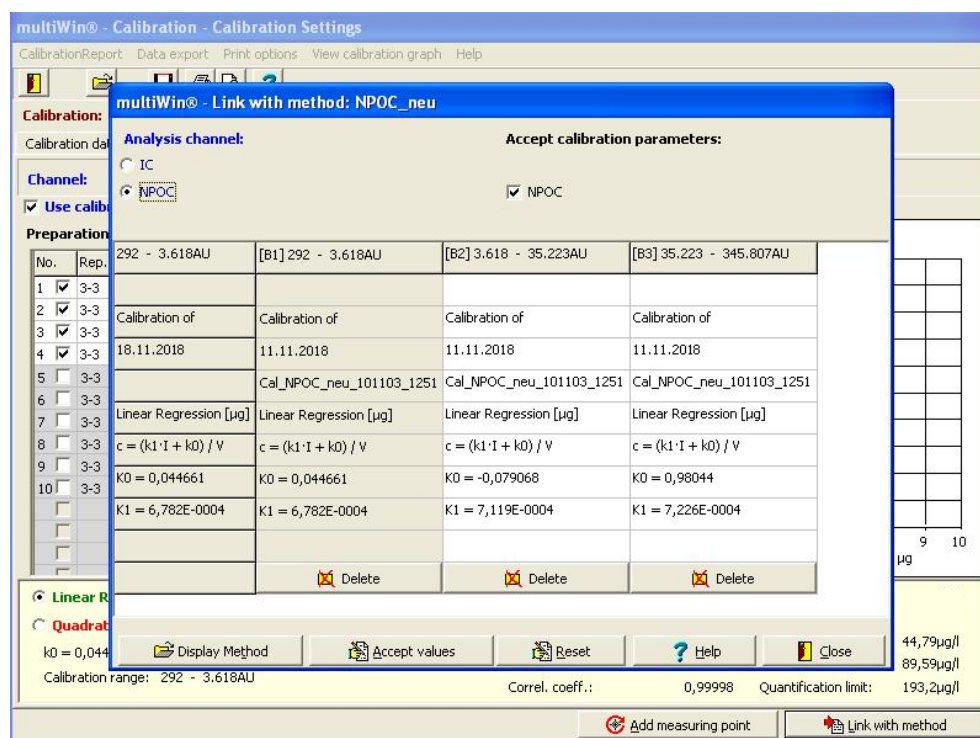 multiWin® - Calibration - Calibration Settings
CalibrationReport Data export Print options View calibration graph Help
multiWin® - Link with method: NPOC_neu
Calibration:
Calibration da
Analysis channel: Accept calibration parameters:
IC
Channel:
NPOC NPOC
Use calib
Preparation
No. Rep.
1 3-3
2 3-3
3 3-3
4 3-3
5 3-3
6 3-3
7 3-3
8 3-3
9 3-3
10 3-3
292 - 3.618AU [B1] 292 - 3.618AU [B2] 3.618 - 35.223AU [B3] 35.223 - 345.807AU
Calibration of Calibration of Calibration of Calibration of
18.11.2018 11.11.2018 11.11.2018 11.11.2018
Cal_NPOC_neu_101103_1251 Cal_NPOC_neu_101103_1251 Cal_NPOC_neu_101103_1251
Linear Regression [µg] Linear Regression [µg] Linear Regression [µg] Linear Regression [µg]
c = (k1·I + k0) / V c = (k1·I + k0) / V c = (k1·I + k0) / V c = (k1·I + k0) / V
K0 = 0,044661 K0 = 0,044661 K0 = -0,079068 K0 = 0,98044
K1 = 6,782E-0004 K1 = 6,782E-0004 K1 = 7,119E-0004 K1 = 7,226E-0004
Delete Delete Delete
9 10
µg
Linear R
Quadrat
Display Method Accept values Reset Help Close
k0 = 0,044 44,79µg/l
89,59µg/l
Calibration range: 292 - 3.618AU
Correl. coeff.: 0,99998 Quantification limit: 193,2µg/l
Add measuring point Link with method